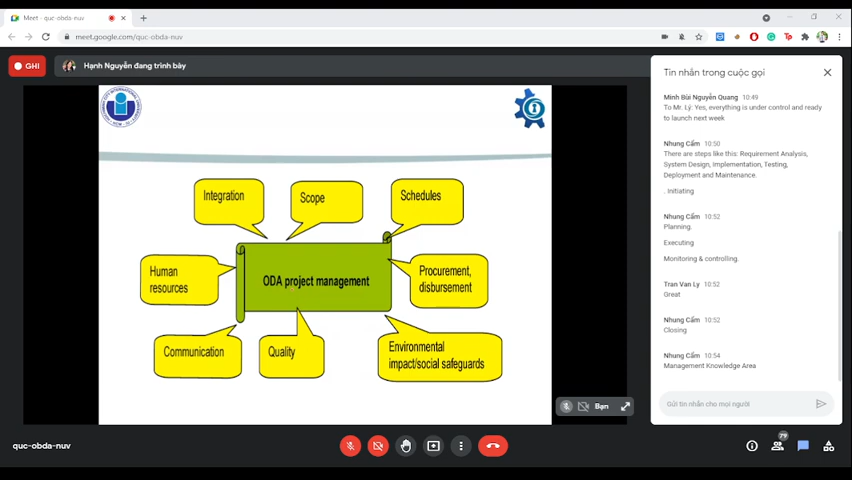 Meet - quc-obda-nuv
meet.google.com/quc-obda-nuv
GHI
Hạnh Nguyễn đang trình bày
Integration
Scope
Schedules
Human
resources
ODA project management
Procurement,
disbursement
Communication
Quality
Environmental
impact/social safeguards
Bạn
Tin nhắn trong cuộc gọi
Minh Bùi Nguyễn Quang 10:49
To Mr. Lý: Yes, everything is under control and ready
to launch next week
Nhung Cẩm 10:50
There are steps like this: Requirement Analysis,
System Design, Implementation, Testing,
Deployment and Maintenance.
. Initiating
Nhung Cẩm 10:52
Planning.
Executing
Monitoring & controlling.
Tran Van Ly 10:52
Great
Nhung Cẩm 10:52
Closing
Nhung Cẩm 10:54
Management Knowledge Area
Gửi tin nhắn cho mọi người
quc-obda-nuv
79